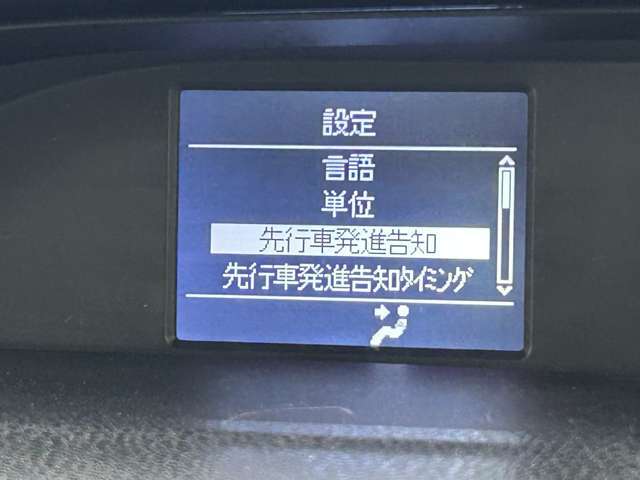 設定
言語
単位
先行車発進告知
先行車発進告知タイミング